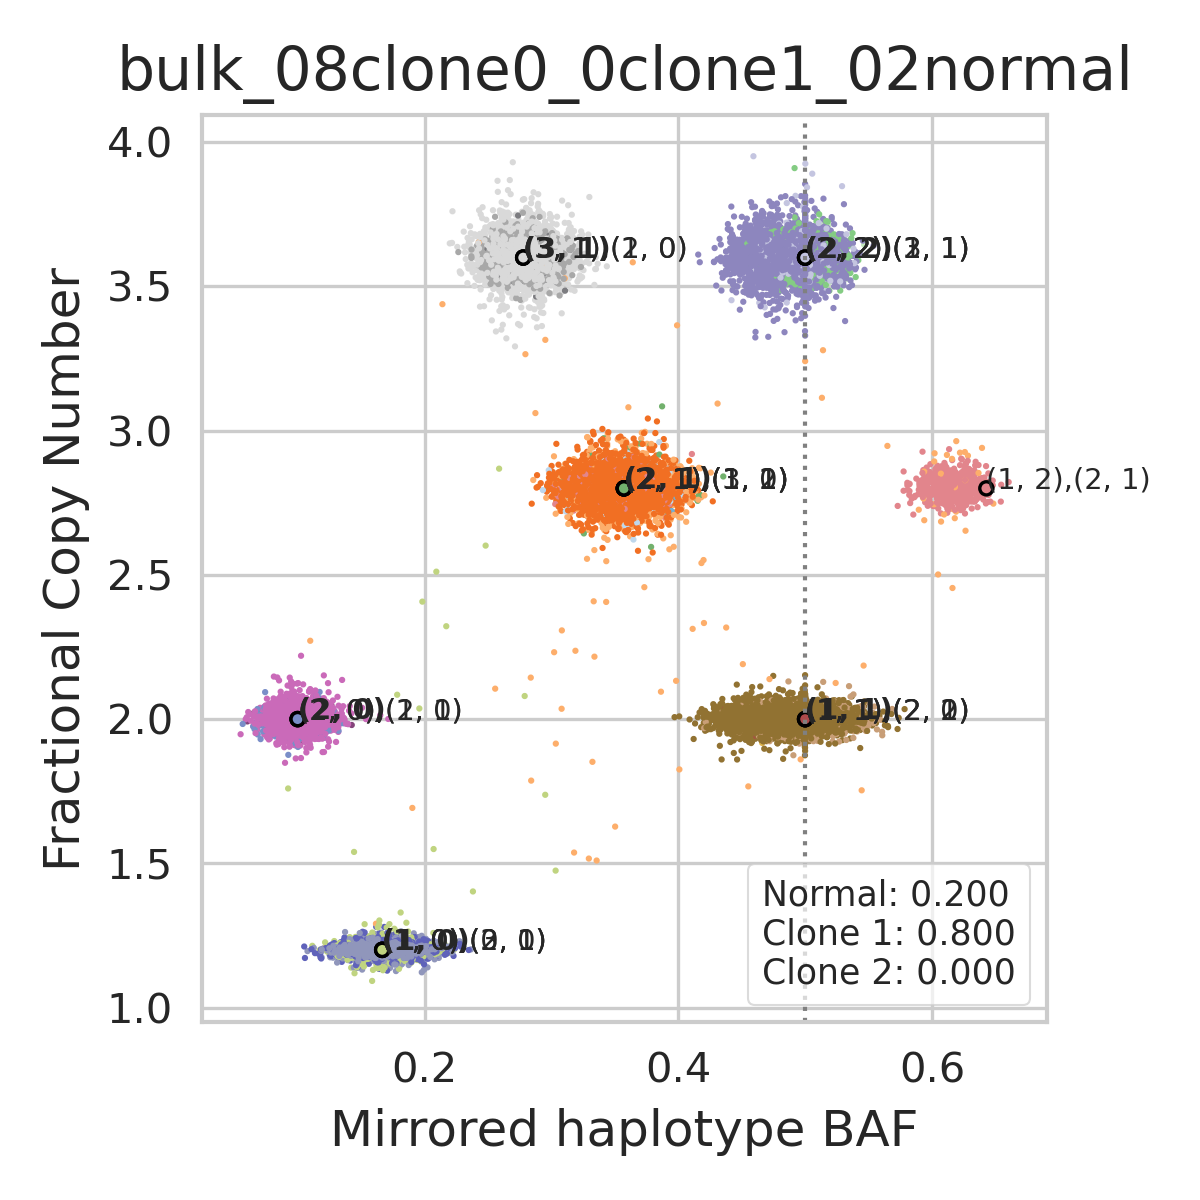 bulk_08clone0_0clone1_02normal
4.0
3.5
3.0
2.5
2.0
1.5
1.0
Fractional Copy Number
(1, 2),(2, 1)
Normal: 0.200
Clone 1: 0.800
Clone 2: 0.000
0.2
0.4
0.6
Mirrored haplotype BAF